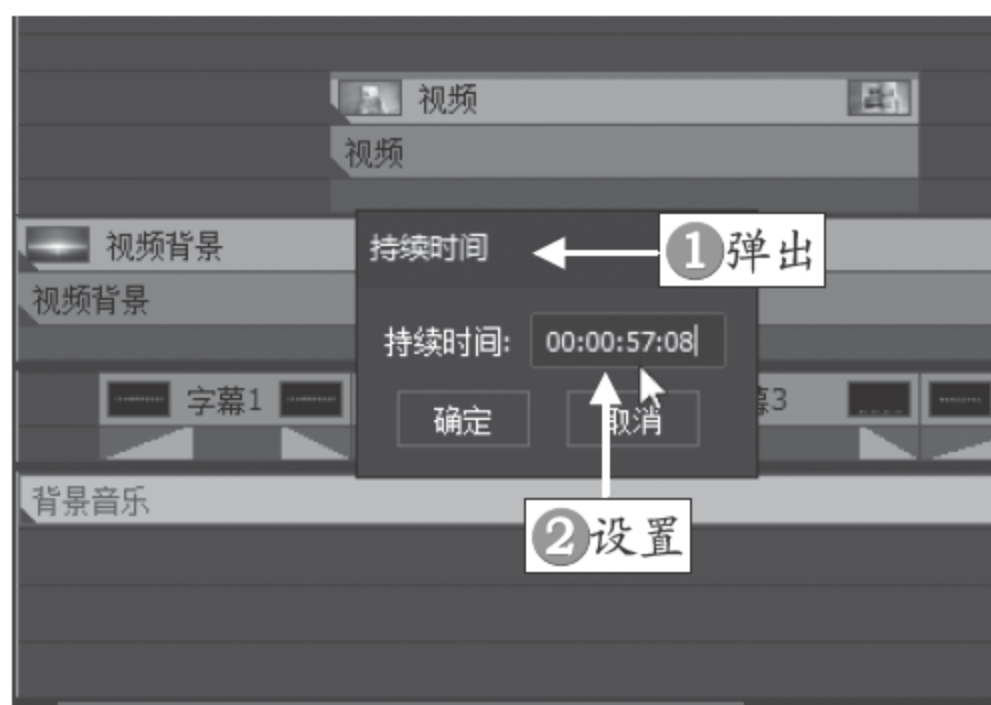 视频
视频
视频背景
视频背景
持续时间
1 弹出
持续时间: 00:00:57:08
字幕1
确定
取消
幕3
背景音乐
2 设置